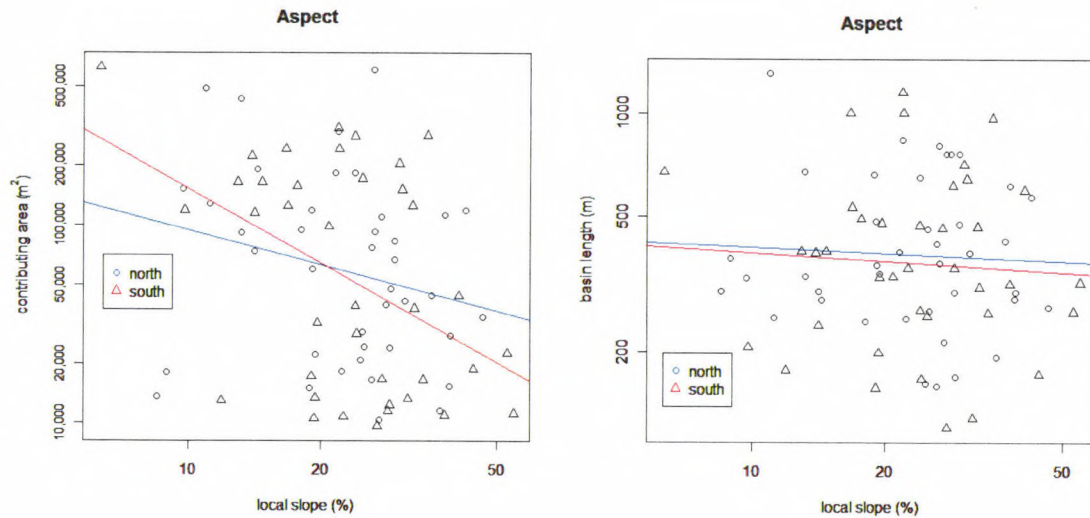 Aspect
contributing area (m²)
500,000
200,000
100,000
50,000
20,000
10,000
north
south
10
20
50
local slope (%)
Aspect
basin length (m)
1000
500
200
north
south
10
20
50
local slope (%)